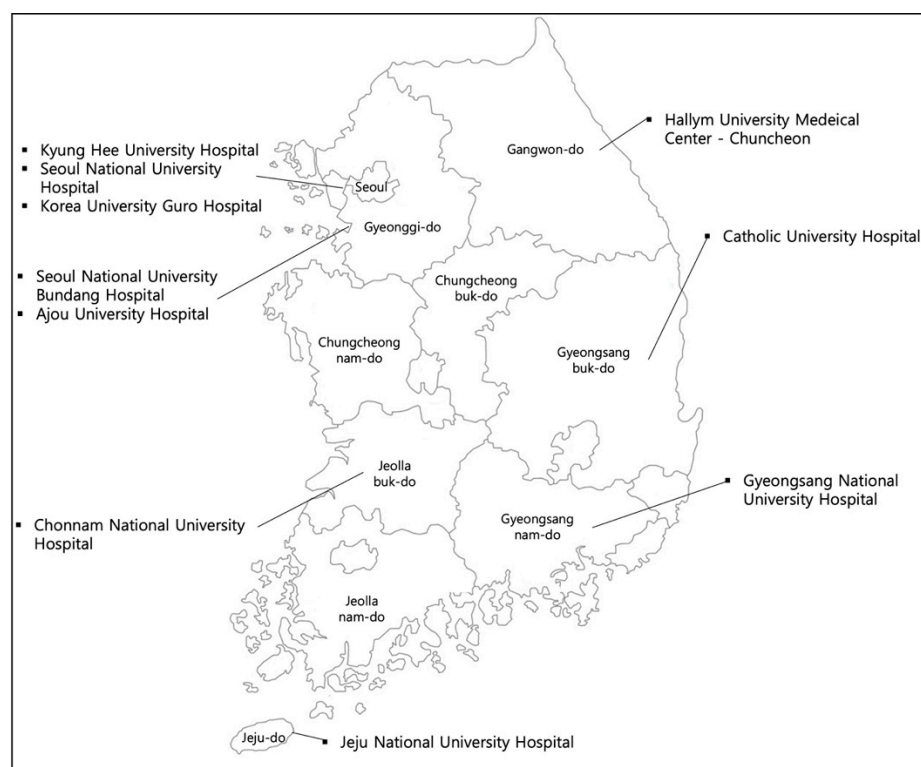 Gangwon-do
▪ Hallym University Medeical
Center - Chuncheon
▪ Kyung Hee University Hospital
▪ Seoul National University
Hospital
▪ Korea University Guro Hospital
Seoul
Gyeonggi-do
▪ Catholic University Hospital
▪ Seoul National University
Bundang Hospital
▪ Ajou University Hospital
Chungcheong
buk-do
Chungcheong
nam-do
Gyeongsang
buk-do
Jeolla
buk-do
▪ Gyeongsang National
University Hospital
▪ Chonnam National University
Hospital
Gyeongsang
nam-do
Jeolla
nam-do
Jeju-do
▪ Jeju National University Hospital